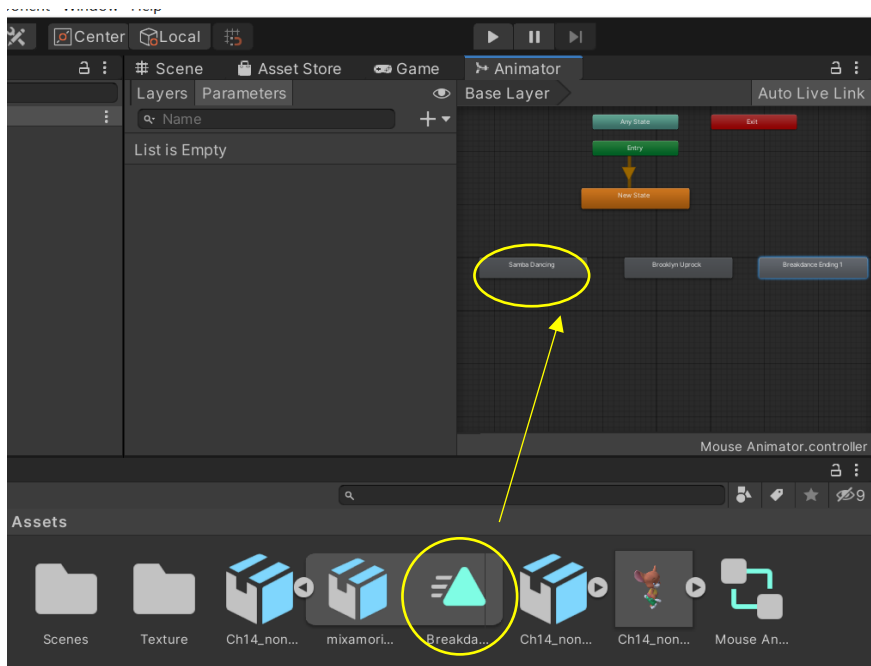 Center Local
Scene Asset Store Game Animator
Layers Parameters
Base Layer
Auto Live Link
Name
List is Empty
Any State
Exit
Entry
New State
Samba Dancing
Brooklyn Uprock
Breakdance Ending 1
Mouse Animator.controller
9
Assets
Scenes Texture Ch14_non... mixamori... Breakda... Ch14_non... Ch14_non... Mouse An...